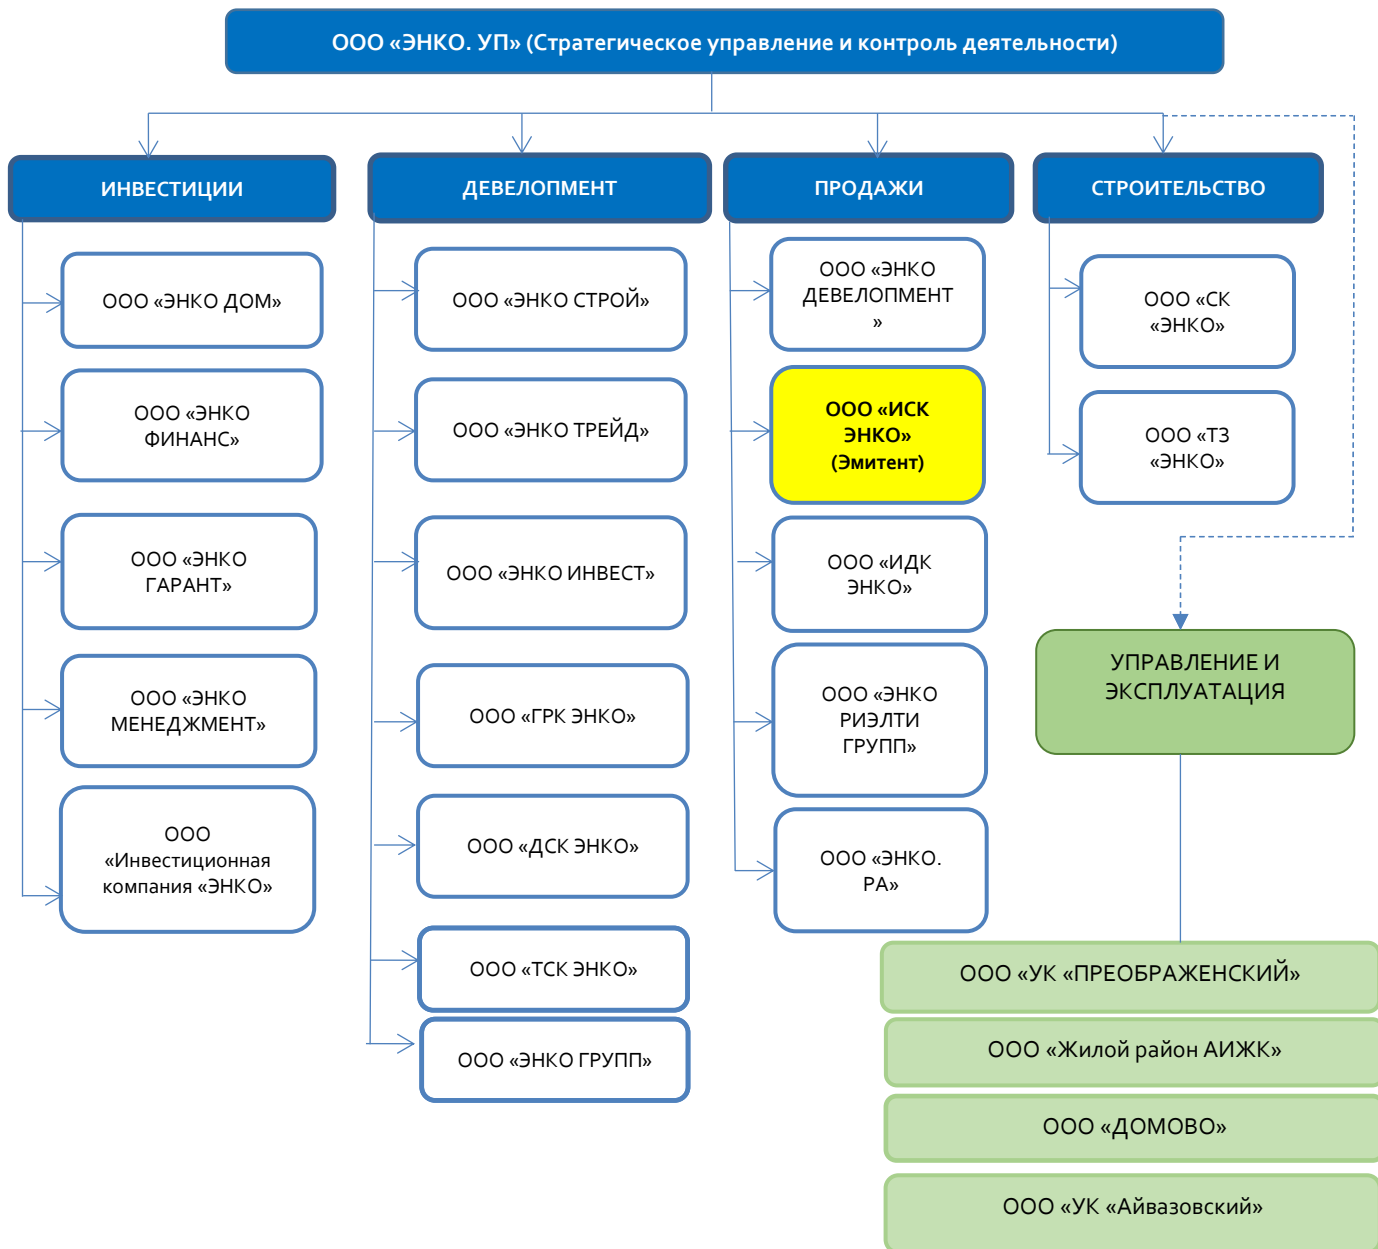 ООО «ЭНКО. УП» (Стратегическое управление и контроль деятельности)
ИНВЕСТИЦИИ
ДЕВЕЛОПМЕНТ
ПРОДАЖИ
СТРОИТЕЛЬСТВО
ООО «ЭНКО ДОМ»
ООО «ЭНКО
ФИНАНС»
ООО «ЭНКО
ГАРАНТ»
ООО «ЭНКО
МЕНЕДЖМЕНТ»
ООО
«Инвестиционная
компания «ЭНКО»
ООО «ЭНКО СТРОЙ»
ООО «ЭНКО ТРЕЙД»
ООО «ЭНКО ИНВЕСТ»
ООО «ГРК ЭНКО»
ООО «ДСК ЭНКО»
ООО «ТСК ЭНКО»
ООО «ЭНКО ГРУПП»
ООО «ЭНКО
ДЕВЕЛОПМЕНТ
»
ООО «ИСК
ЭНКО»
(Эмитент)
ООО «ИДК
ЭНКО»
ООО «ЭНКО
РИЭЛТИ
ГРУПП»
ООО «ЭНКО.
РА»
ООО «СК
«ЭНКО»
ООО «ТЗ
«ЭНКО»
УПРАВЛЕНИЕ И
ЭКСПЛУАТАЦИЯ
ООО «УК «ПРЕОБРАЖЕНСКИЙ»
ООО «Жилой район АИЖК»
ООО «ДОМОВО»
ООО «УК «Айвазовский»